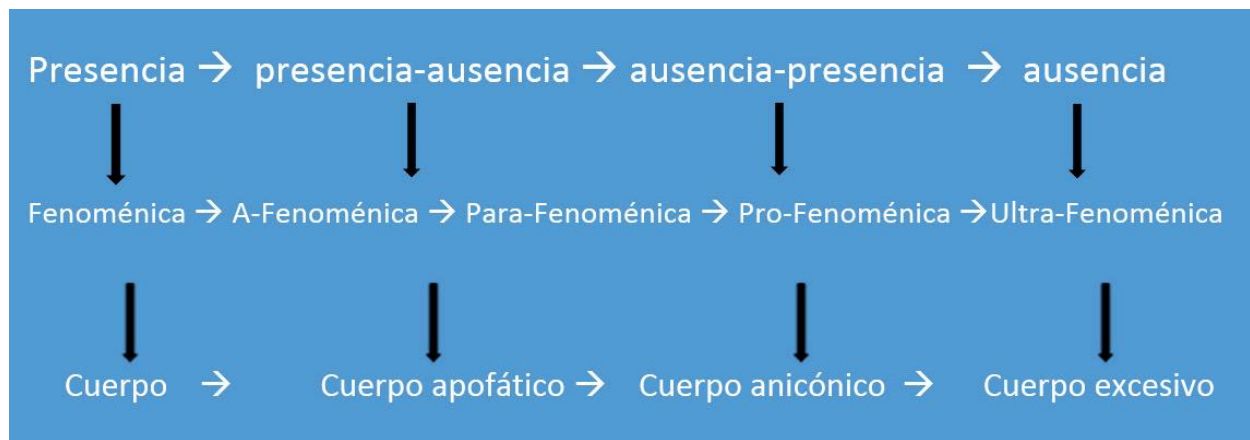 Presencia → presencia-ausencia → ausencia-presencia → ausencia
Fenoménica → A-Fenoménica → Para-Fenoménica → Pro-Fenoménica → Ultra-Fenoménica
Cuerpo → Cuerpo apofático → Cuerpo anicónico → Cuerpo excesivo